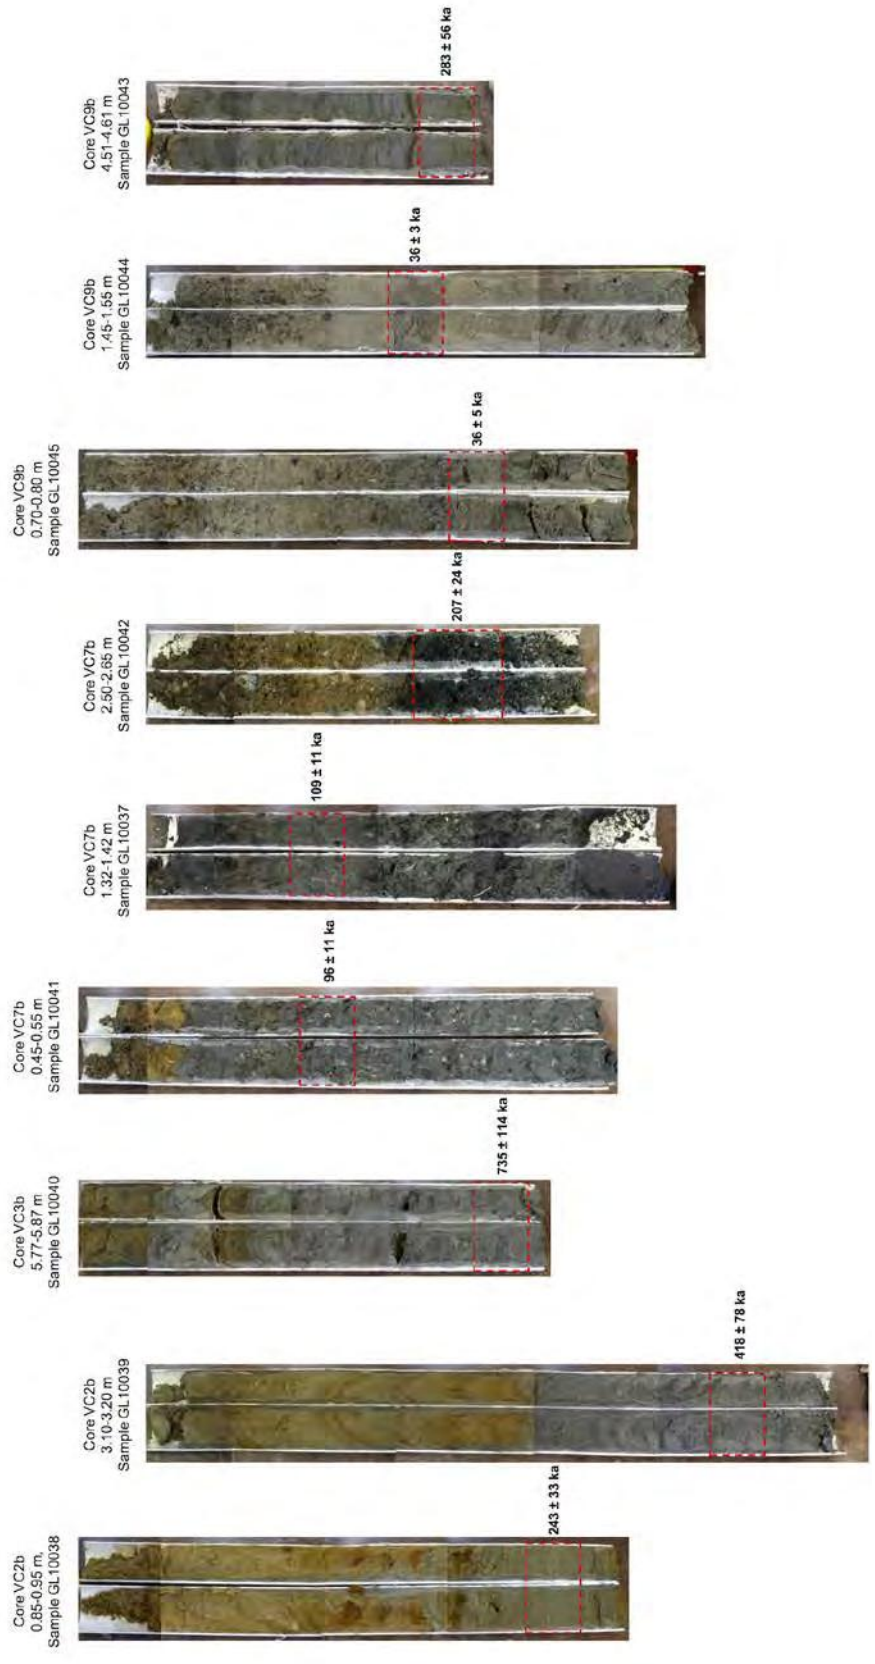 Core VC9b
4.51-4.61 m
Sample GL10043
283 ± 56 ka
Core VC9b
1.45-1.55 m
Sample GL10044
36 ± 3 ka
Core VC9b
0.70-0.80 m
Sample GL10045
36 ± 5 ka
Core VC7b
2.50-2.65 m
Sample GL10042
207 ± 24 ka
Core VC7b
1.32-1.42 m
Sample GL10037
109 ± 11 ka
Core VC7b
0.45-0.55 m
Sample GL10041
96 ± 11 ka
Core VC3b
5.77-5.87 m
Sample GL10040
735 ± 114 ka
Core VC2b
3.10-3.20 m
Sample GL10039
418 ± 78 ka
Core VC2b
0.85-0.95 m,
Sample GL10038
243 ± 33 ka